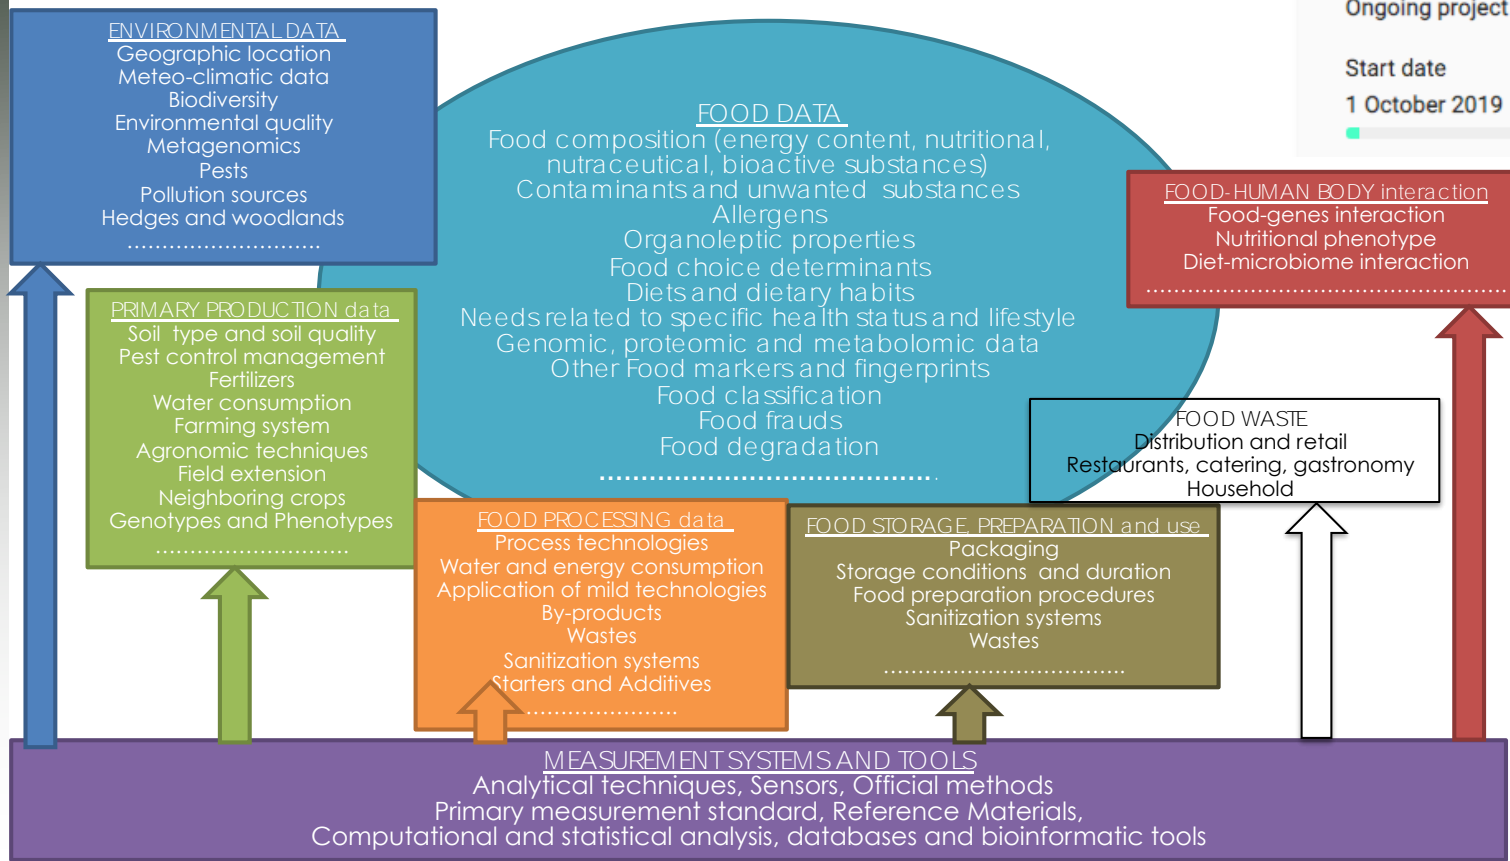 ENVIRONMENTAL DATA
Geographic location
Meteo-climatic data
Biodiversity
Environmental quality
Metagenomics
Pests
Pollution sources
Hedges and woodlands
............................
FOOD DATA
Food composition (energy content, nutritional,
nutraceutical, bioactive substances)
Contaminants and unwanted substances
Allergens
Organoleptic properties
Food choice determinants
Diets and dietary habits
Needs related to specific health status and lifestyle
Genomic, proteomic and metabolomic data
Other Food markers and fingerprints
Food classification
Food frauds
Food degradation
.......................................
Ongoing project
Start date
1 October 2019
FOOD-HUMAN BODY interaction
Food-genes interaction
Nutritional phenotype
Diet-microbiome interaction
....................................................
PRIMARY PRODUCTION data
Soil type and soil quality
Pest control management
Fertilizers
Water consumption
Farming system
Agronomic techniques
Field extension
Neighboring crops
Genotypes and Phenotypes
............................
FOOD WASTE
Distribution and retail
Restaurants, catering, gastronomy
Household
FOOD PROCESSING data
Process technologies
Water and energy consumption
Application of mild technologies
By-products
Wastes
Sanitization systems
Starters and Additives
......................
FOOD STORAGE, PREPARATION and use
Packaging
Storage conditions and duration
Food preparation procedures
Sanitization systems
Wastes
...................................
MEASUREMENT SYSTEMS AND TOOLS
Analytical techniques, Sensors, Official methods
Primary measurement standard, Reference Materials,
Computational and statistical analysis, databases and bioinformatic tools